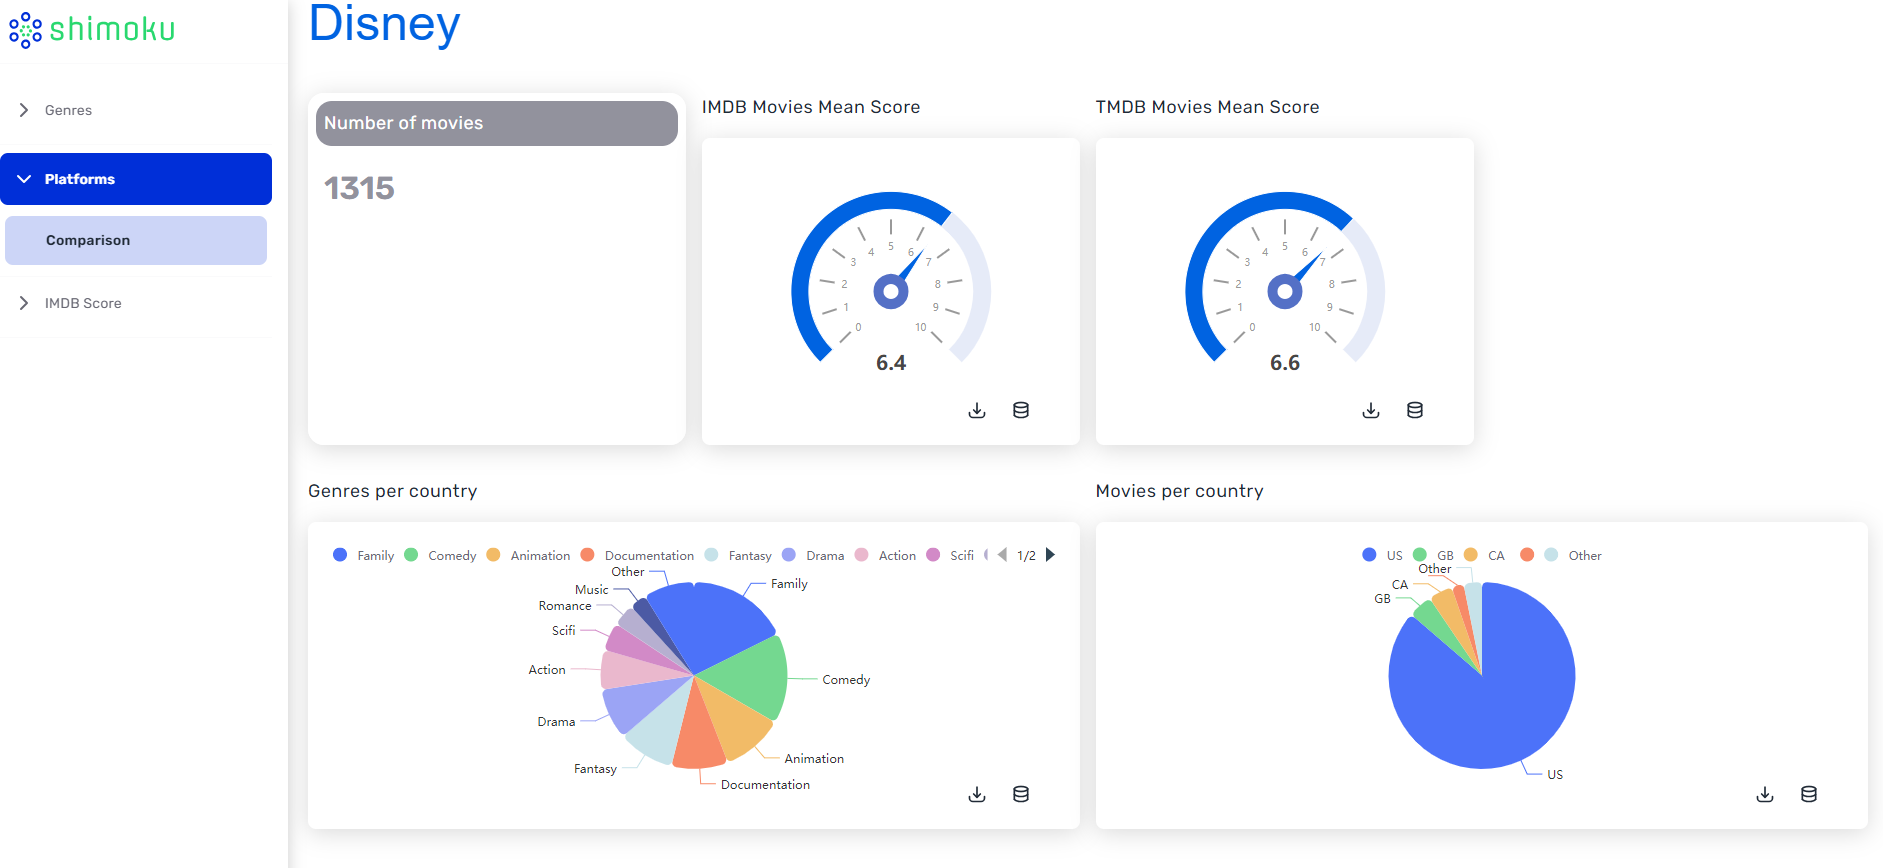 shimoku
Genres
Platforms
Comparison
IMDB Score
Disney
Number of movies
1315
IMDB Movies Mean Score
0 1 2 3 4 5 6 7 8 9 10
6.4
TMDB Movies Mean Score
0 1 2 3 4 5 6 7 8 9 10
6.6
Genres per country
Family Comedy Animation Documentation Fantasy Drama Action Scifi 1/2
Other
Family
Music
Romance
Scifi
Action
Comedy
Drama
Animation
Fantasy
Documentation
Movies per country
US GB CA Other
Other
CA
GB
US